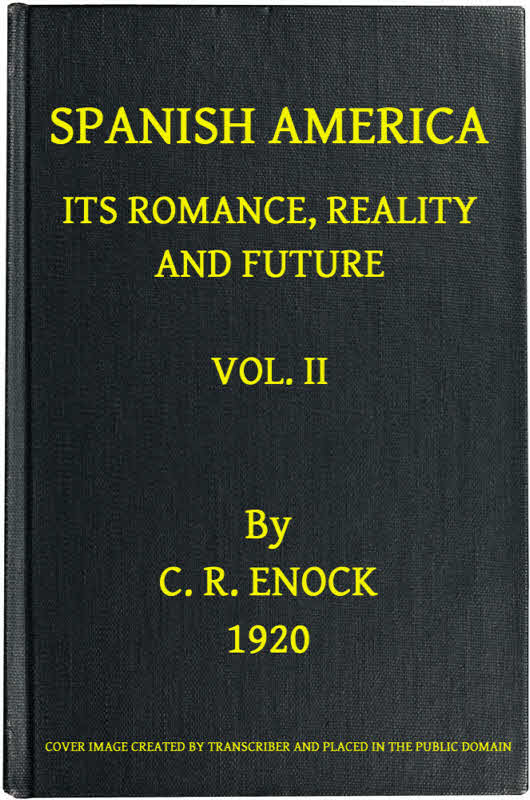 SPANISH AMERICA
ITS ROMANCE, REALITY
AND FUTURE
VOL. II
By
C. R. ENOCK
1920
COVER IMAGE CREATED BY TRANSCRIBER AND PLACED IN THE PUBLIC DOMAIN